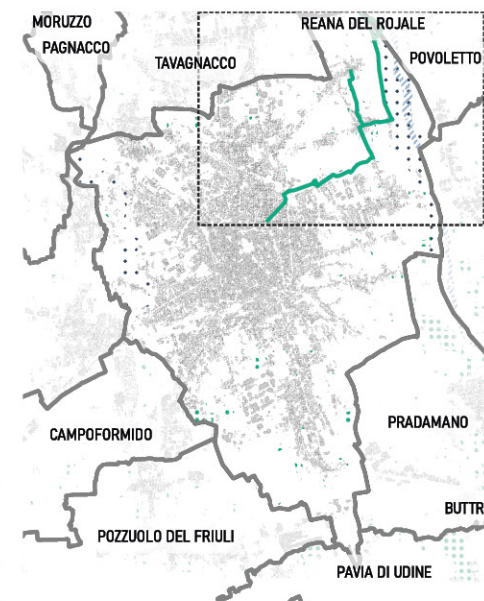 MORUZZO
REANA DEL ROJALE
PAGNACCO
POVOLETTO
TAVAGNACCO
PRADAMANO
CAMPOFORMIDO
BUTTR
POZZUOLO DEL FRIULI
PAVIA DI UDINE